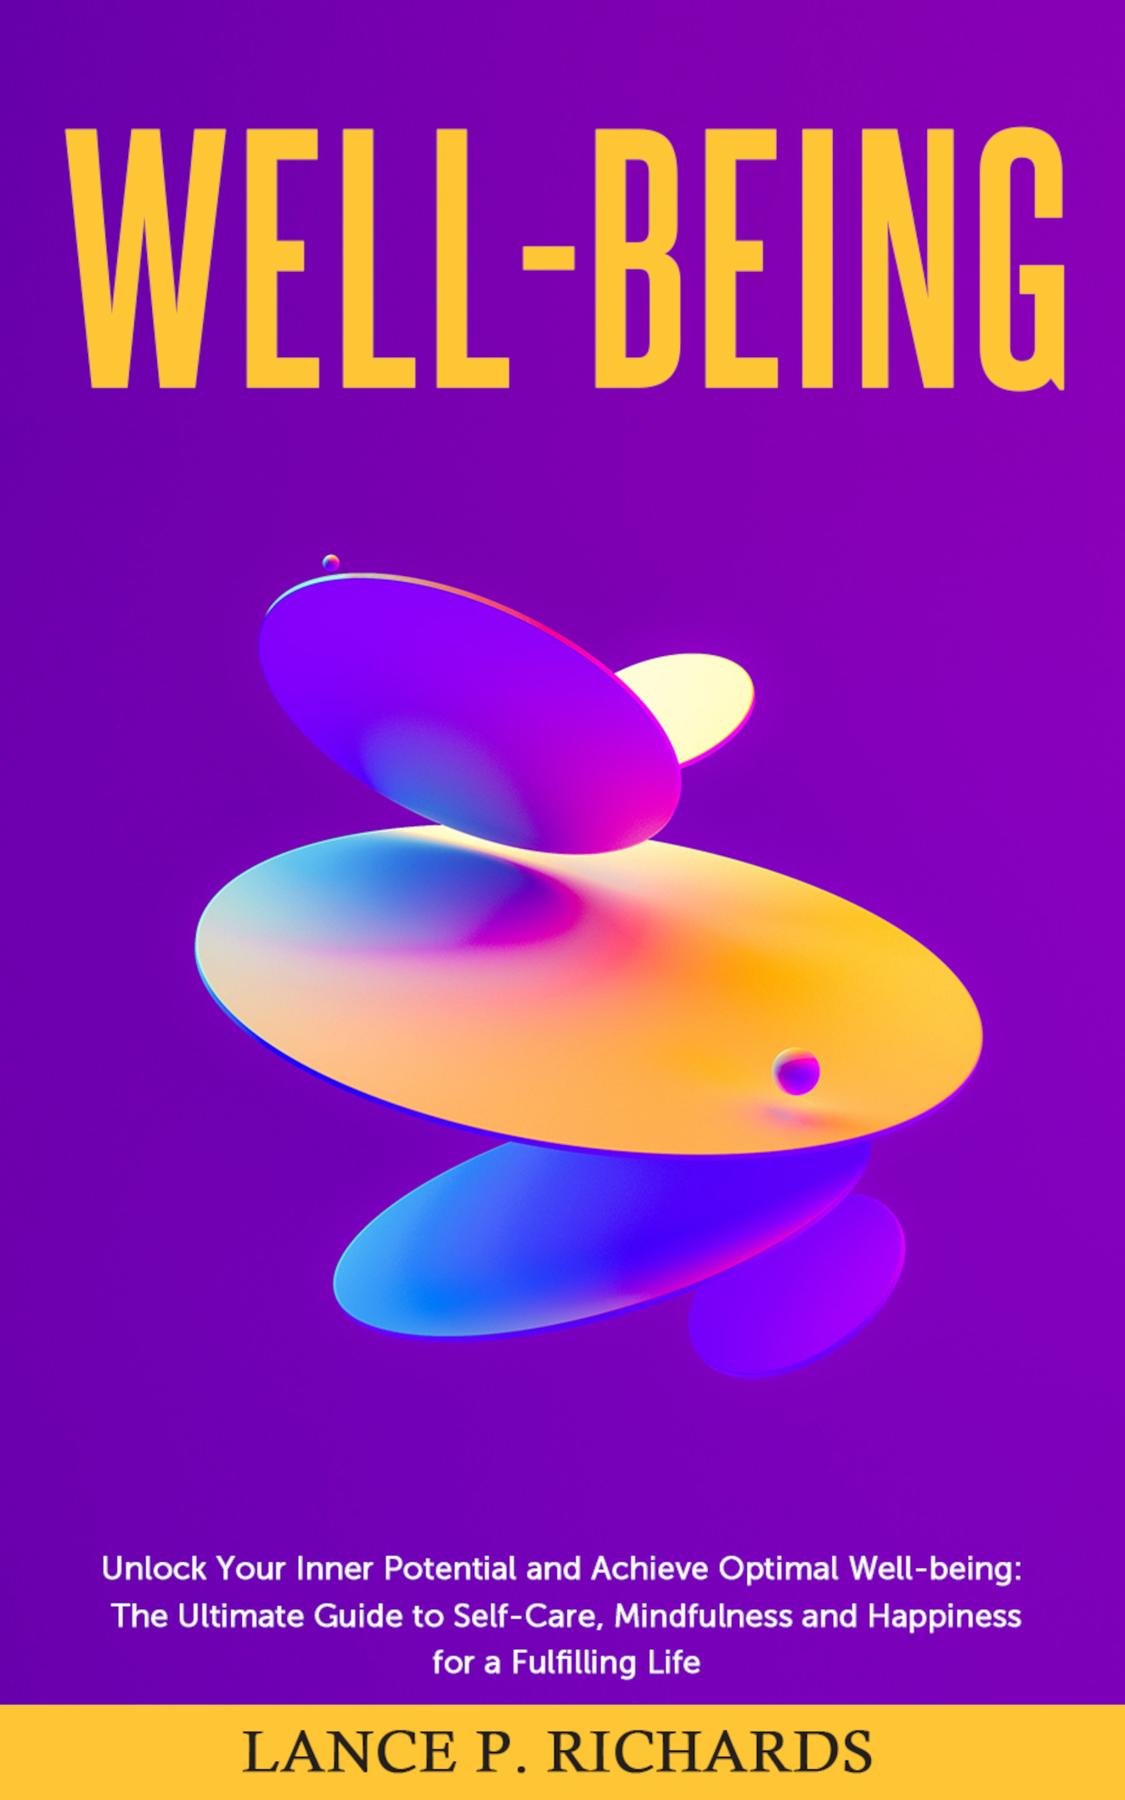 WELL-BEING
Unlock Your Inner Potential and Achieve Optimal Well-being:
The Ultimate Guide to Self-Care, Mindfulness and Happiness
for a Fulfilling Life
LANCE P. RICHARDS